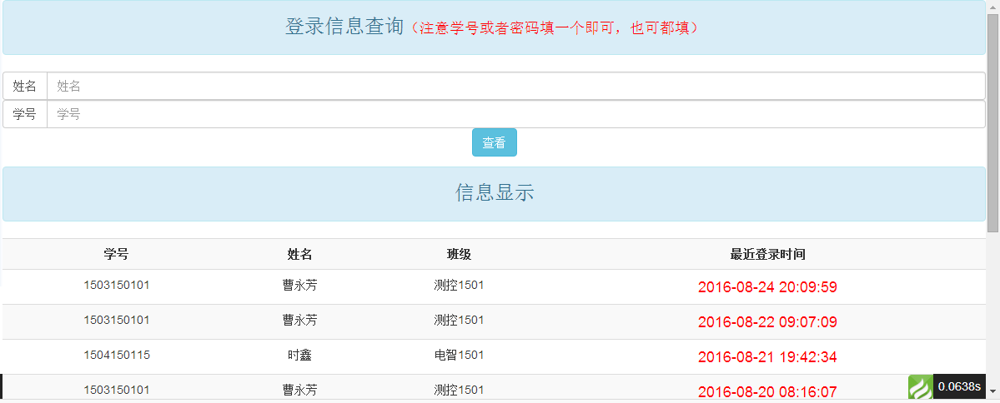 登录信息查询（注意学号或者密码填一个即可，也可都填）
姓名 姓名
学号 学号
查看
信息显示
学号 姓名 班级 最近登录时间
1503150101 曹永芳 测控1501 2016-08-24 20:09:59
1503150101 曹永芳 测控1501 2016-08-22 09:07:09
1504150115 时鑫 电智1501 2016-08-21 19:42:34
1503150101 曹永芳 测控1501 2016-08-20 08:16:07
0.0638s